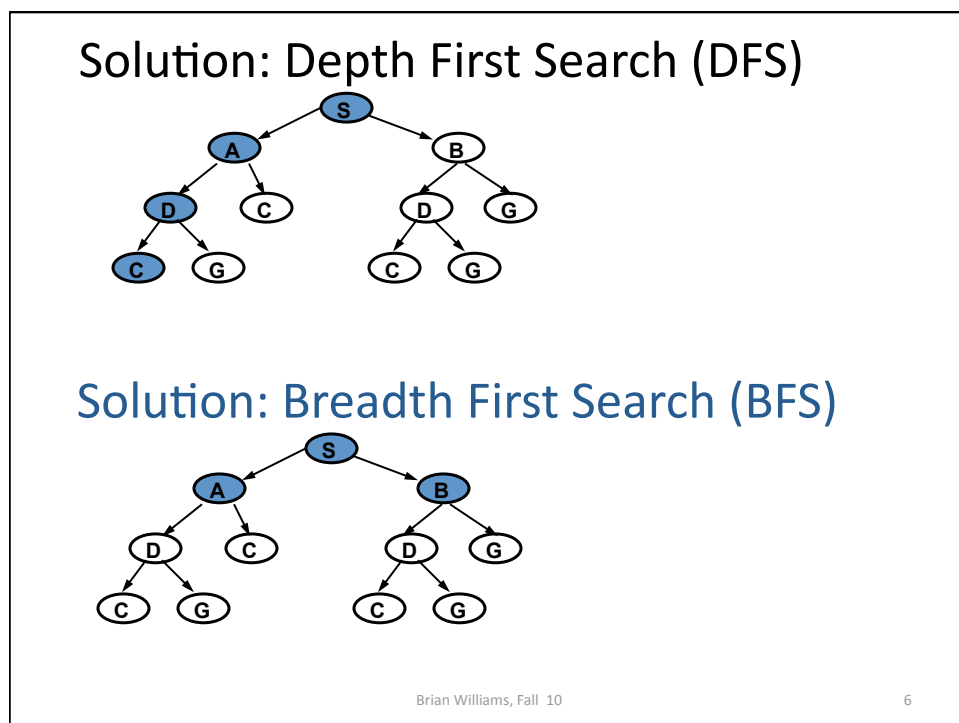 Solution: Depth First Search (DFS)
S
A B
D C D G
C G C G
Solution: Breadth First Search (BFS)
S
A B
D C D G
C G C G
Brian Williams, Fall 10 6